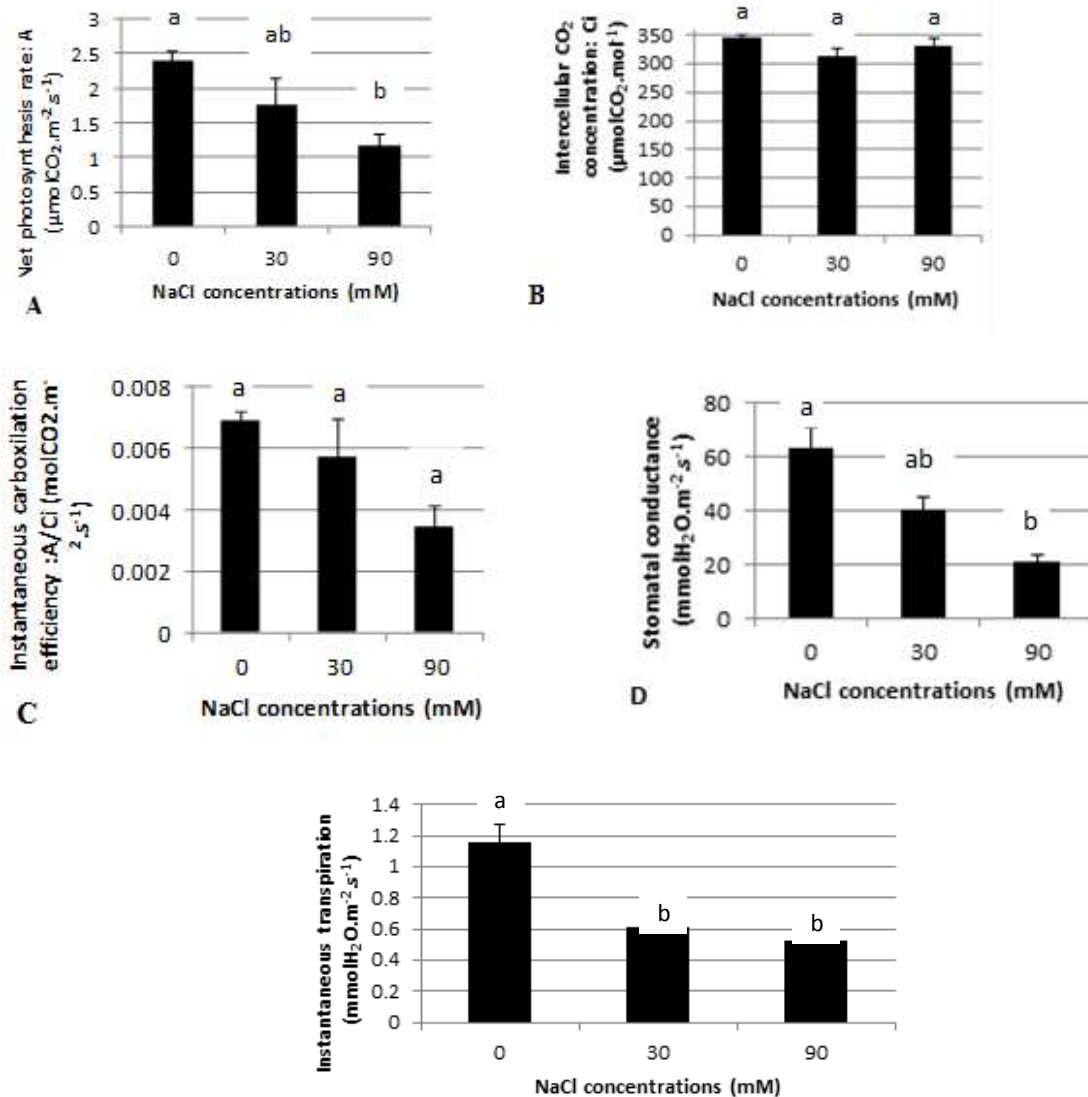 Net photosynthesis rate: A
(µmolCO₂.m⁻².s⁻¹)
3
2.5
2
1.5
1
0.5
0
a
ab
b
0 30 90
NaCl concentrations (mM)
A
Intercellular CO₂
concentration: Ci
(µmolCO₂.mol⁻¹)
350
300
250
200
150
100
50
0
a a a
0 30 90
NaCl concentrations (mM)
B
Instantaneous carboxilation
efficiency :A/Ci (molCO2.m⁻
².s⁻¹)
0.008
0.006
0.004
0.002
0
a
a
a
0 30 90
NaCl concentrations (mM)
C
Stomatal conductance
(mmolH₂O.m⁻².s⁻¹)
80
60
40
20
0
a
ab
b
0 30 90
NaCl concentrations (mM)
D
Instantaneous transpiration
(mmolH₂O.m⁻².s⁻¹)
1.4
1.2
1
0.8
0.6
0.4
0.2
0
a
b
b
0 30 90
NaCl concentrations (mM)